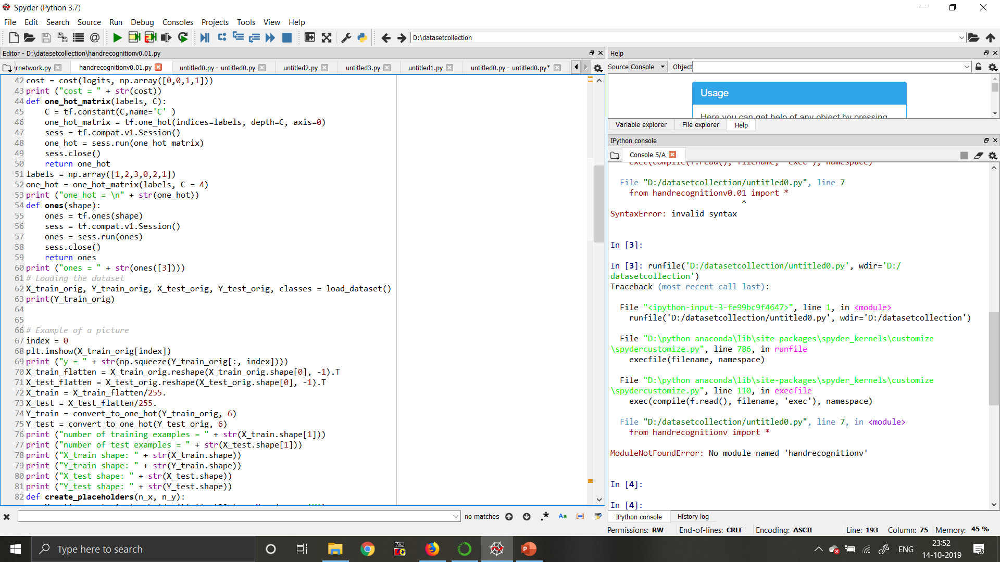 Spyder (Python 3.7)
File Edit Search Source Run Debug Consoles Projects Tools View Help
D:\datasetcollection
Editor - D:\datasetcollection\handrecognitionv0.01.py
rnetwork.py handrecognitionv0.01.py untitled0.py - untitled0.py untitled2.py untitled3.py untitled1.py untitled0.py - untitled0.py*
42 cost = cost(logits, np.array([0,0,1,1]))
43 print ("cost = " + str(cost))
44 def one_hot_matrix(labels, C):
45     C = tf.constant(C,name='C' )
46     one_hot_matrix = tf.one_hot(indices=labels, depth=C, axis=0)
47     sess = tf.compat.v1.Session()
48     one_hot = sess.run(one_hot_matrix)
49     sess.close()
50     return one_hot
51 labels = np.array([1,2,3,0,2,1])
52 one_hot = one_hot_matrix(labels, C = 4)
53 print ("one_hot = \n" + str(one_hot))
54 def ones(shape):
55     ones = tf.ones(shape)
56     sess = tf.compat.v1.Session()
57     ones = sess.run(ones)
58     sess.close()
59     return ones
60 print ("ones = " + str(ones([3])))
61 # Loading the dataset
62 X_train_orig, Y_train_orig, X_test_orig, Y_test_orig, classes = load_dataset()
63 print(Y_train_orig)
64
65
66 # Example of a picture
67 index = 0
68 plt.imshow(X_train_orig[index])
69 print ("y = " + str(np.squeeze(Y_train_orig[:, index])))
70 X_train_flatten = X_train_orig.reshape(X_train_orig.shape[0], -1).T
71 X_test_flatten = X_test_orig.reshape(X_test_orig.shape[0], -1).T
72 X_train = X_train_flatten/255.
73 X_test = X_test_flatten/255.
74 Y_train = convert_to_one_hot(Y_train_orig, 6)
75 Y_test = convert_to_one_hot(Y_test_orig, 6)
76 print ("number of training examples = " + str(X_train.shape[1]))
77 print ("number of test examples = " + str(X_test.shape[1]))
78 print ("X_train shape: " + str(X_train.shape))
79 print ("Y_train shape: " + str(Y_train.shape))
80 print ("X_test shape: " + str(X_test.shape))
81 print ("Y_test shape: " + str(Y_test.shape))
82 def create_placeholders(n_x, n_y):
no matches
Aa
Help
Source Console Object
Usage
Here you can get help of any object by pressing
Variable explorer File explorer Help
IPython console
Console 5/A
exec(compile(f.read(), filename, 'exec'), namespace)
File "D:/datasetcollection/untitled0.py", line 7
from handrecognitionv0.01 import *
^
SyntaxError: invalid syntax
In [3]:
In [3]: runfile('D:/datasetcollection/untitled0.py', wdir='D:/
datasetcollection')
Traceback (most recent call last):
File "<ipython-input-3-fe99bc9f4647>", line 1, in <module>
runfile('D:/datasetcollection/untitled0.py', wdir='D:/datasetcollection')
File "D:\python anaconda\lib\site-packages\spyder_kernels\customize
\spydercustomize.py", line 786, in runfile
execfile(filename, namespace)
File "D:\python anaconda\lib\site-packages\spyder_kernels\customize
\spydercustomize.py", line 110, in execfile
exec(compile(f.read(), filename, 'exec'), namespace)
File "D:/datasetcollection/untitled0.py", line 7, in <module>
from handrecognitionv import *
ModuleNotFoundError: No module named 'handrecognitionv'
In [4]:
In [4]:
IPython console History log
Permissions: RW End-of-lines: CRLF Encoding: ASCII Line: 193 Column: 75 Memory: 45 %
Type here to search
ENG
23:52
14-10-2019